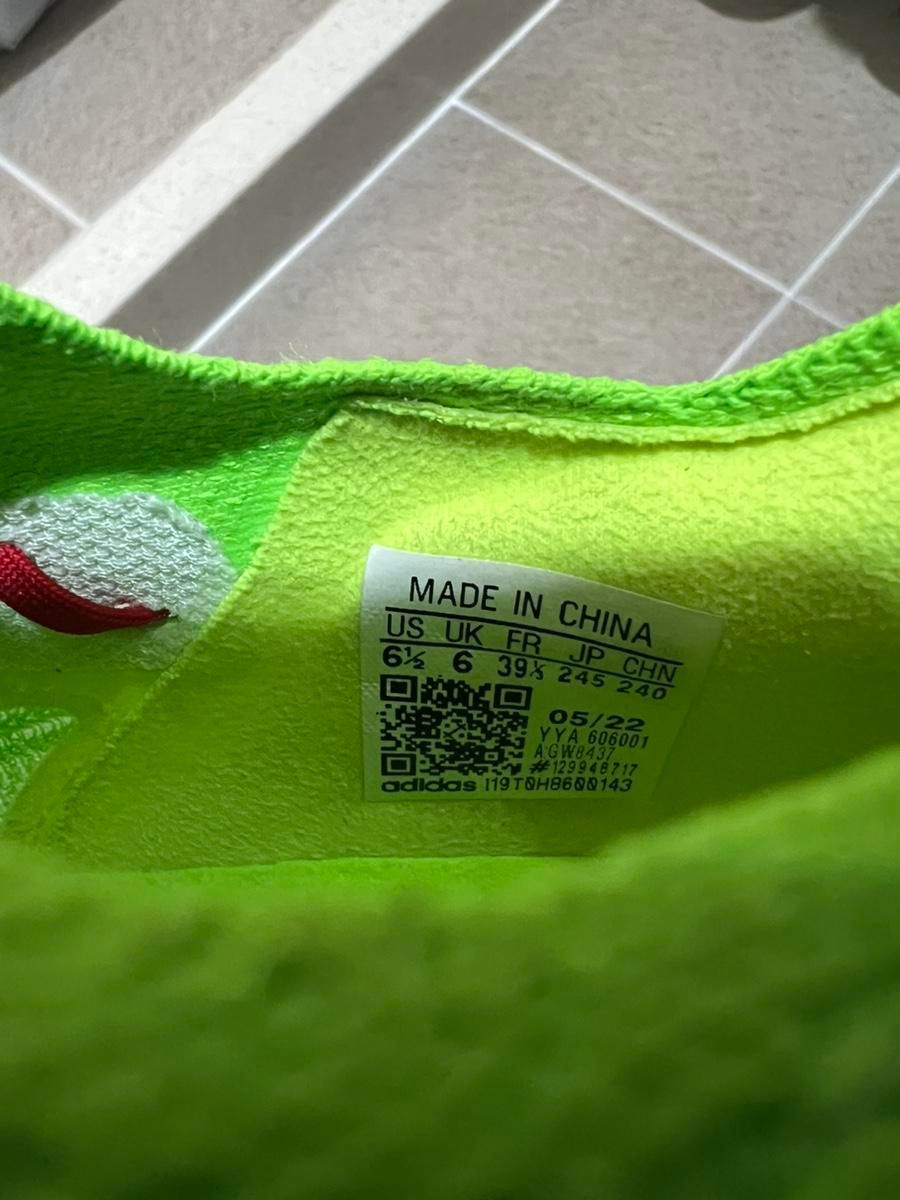 MADE IN CHINA
US UK FR JP CHN
6½ 6 39⅓ 245 240
05/22
YYA 606001
AGW8437
#129948717
adidas I19T0H8600143